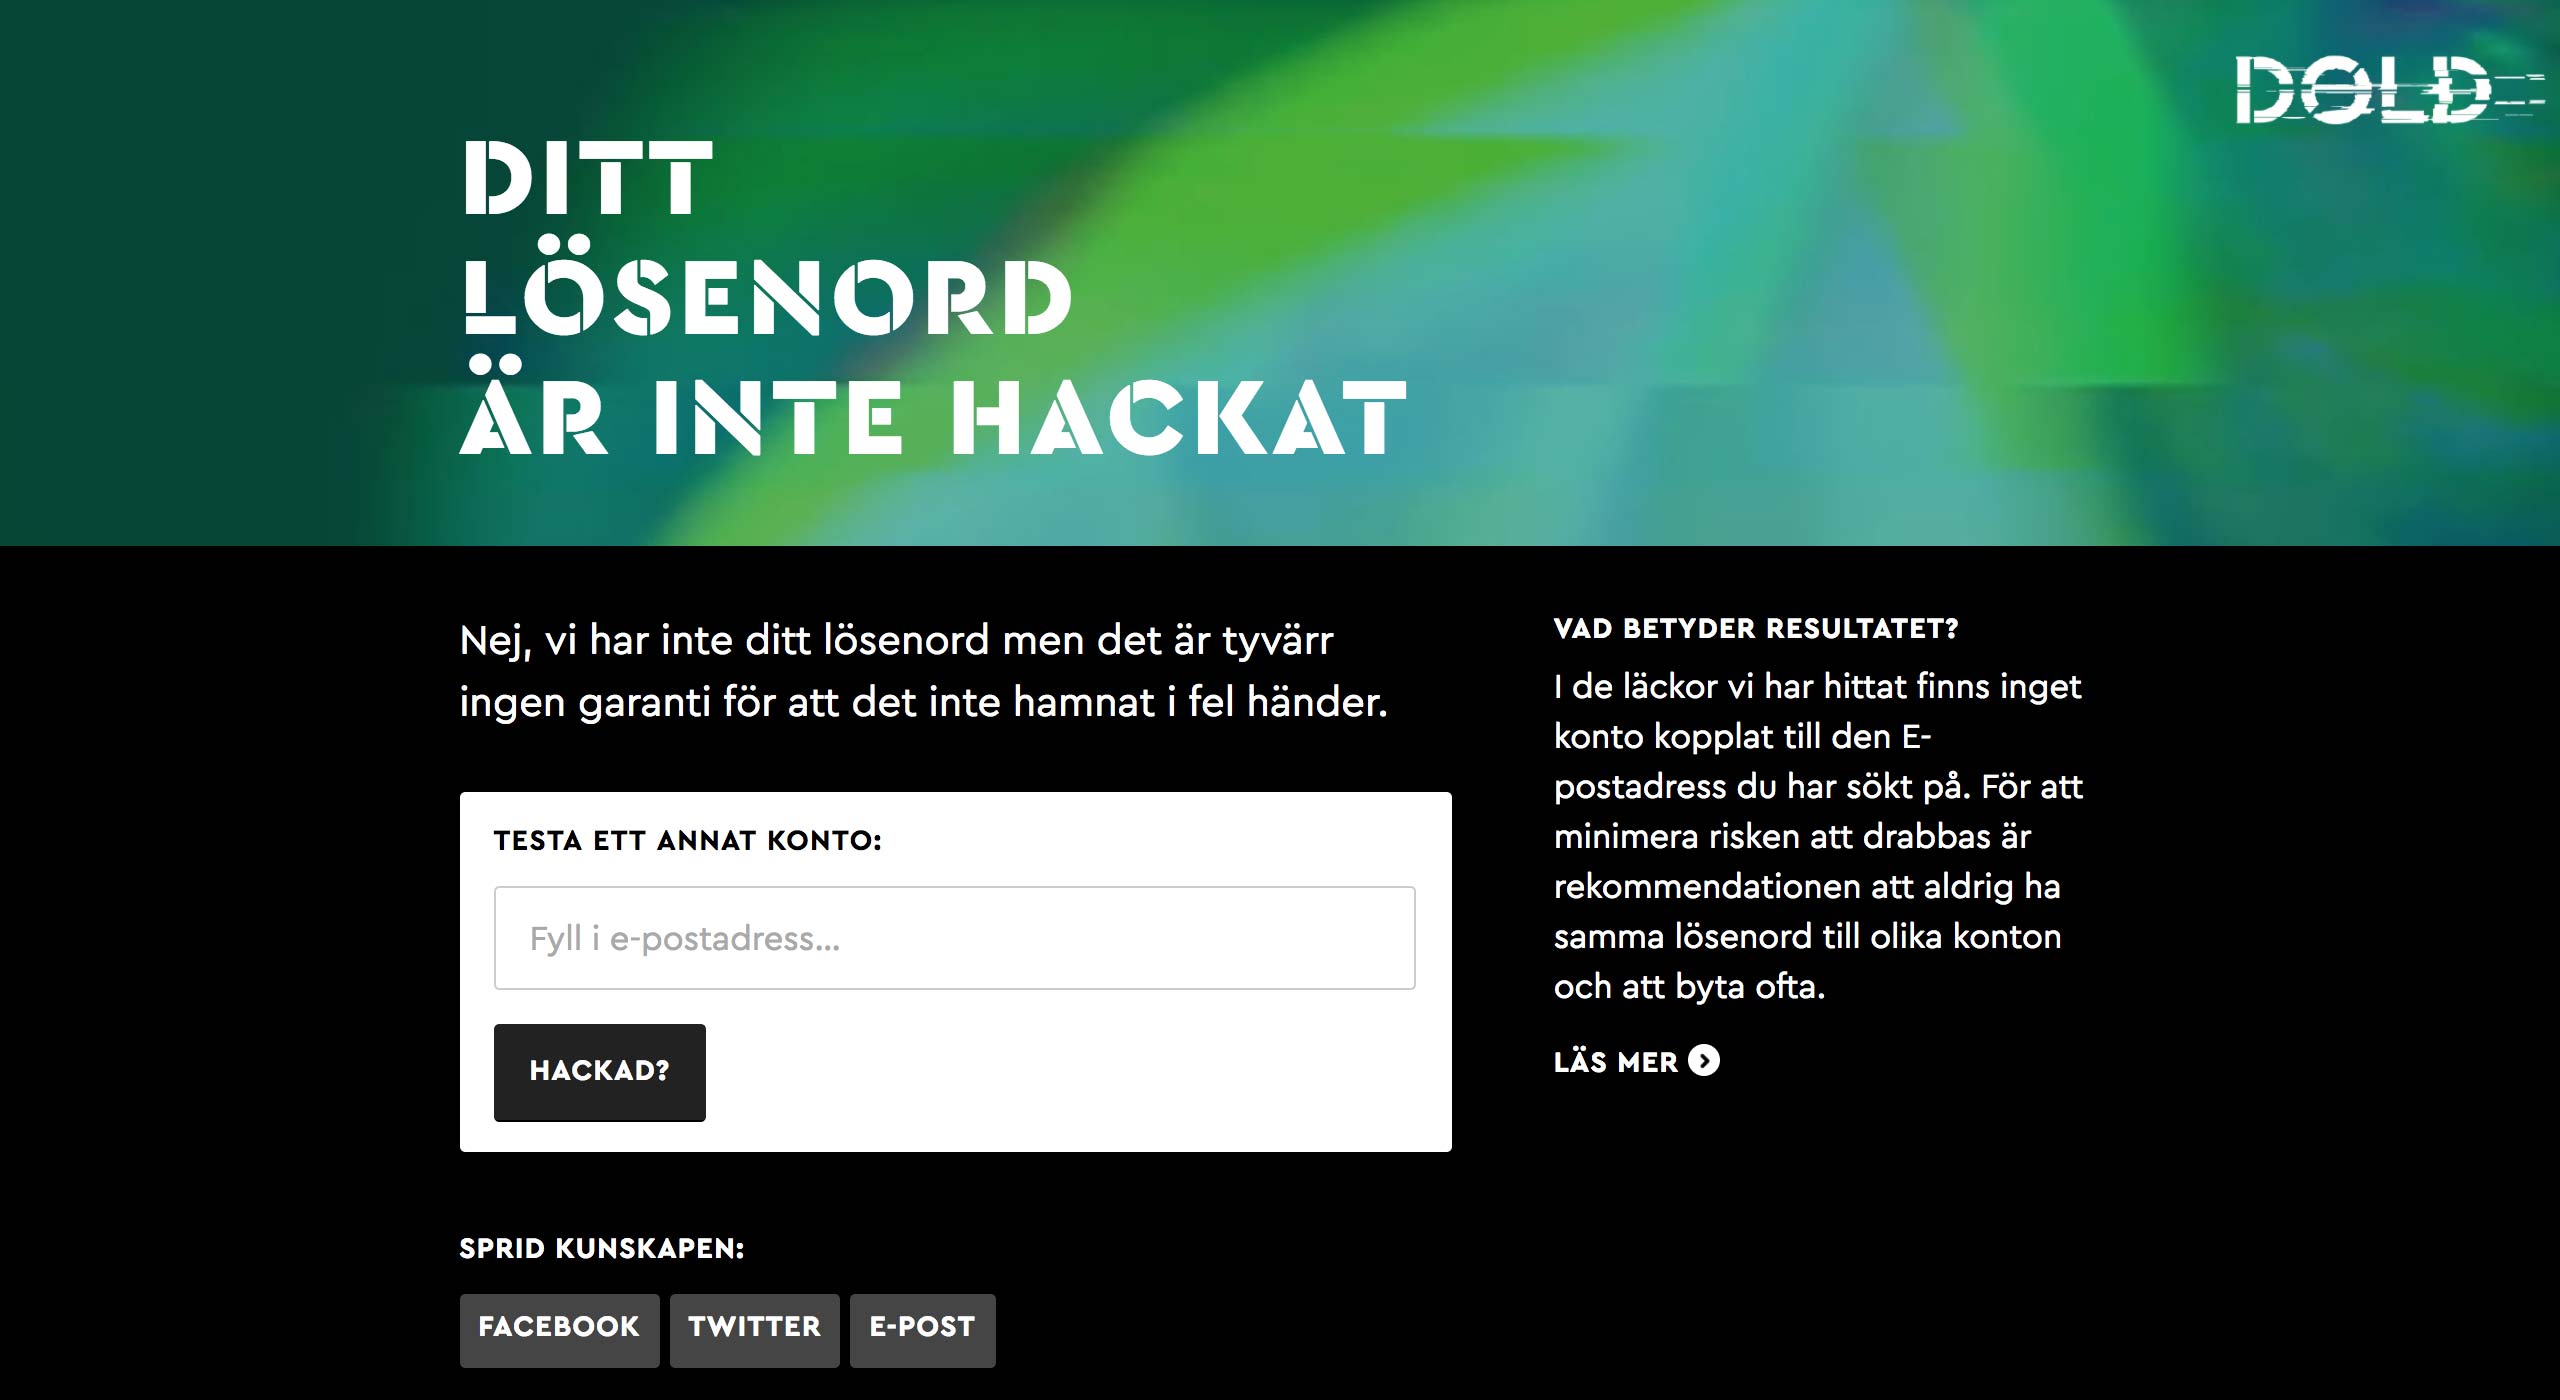 DOLD
DITT
LÖSENORD
ÄR INTE HACKAT
Nej, vi har inte ditt lösenord men det är tyvärr
ingen garanti för att det inte hamnat i fel händer.
TESTA ETT ANNAT KONTO:
Fyll i e-postadress...
HACKAD?
SPRID KUNSKAPEN:
FACEBOOK TWITTER E-POST
VAD BETYDER RESULTATET?
I de läckor vi har hittat finns inget
konto kopplat till den E-
postadress du har sökt på. För att
minimera risken att drabbas är
rekommendationen att aldrig ha
samma lösenord till olika konton
och att byta ofta.
LÄS MER